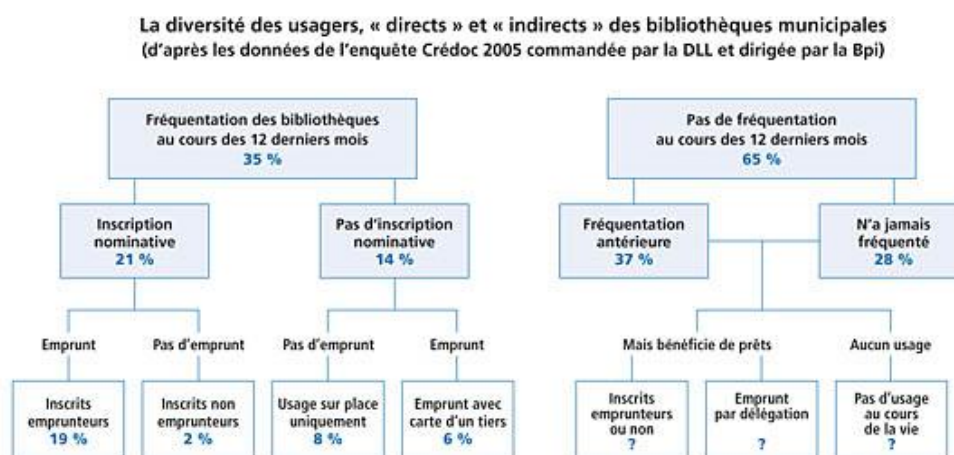 La diversité des usagers, « directs » et « indirects » des bibliothèques municipales
(d'après les données de l'enquête Crédoc 2005 commandée par la DLL et dirigée par la Bpi)
Fréquentation des bibliothèques
au cours des 12 derniers mois
35 %
Pas de fréquentation
au cours des 12 derniers mois
65 %
Inscription
nominative
21 %
Pas d'inscription
nominative
14 %
Fréquentation
antérieure
37 %
N'a jamais
fréquenté
28 %
Emprunt
Pas d'emprunt
Pas d'emprunt
Emprunt
Mais bénéficie de prêts
Aucun usage
Inscrits
emprunteurs
19 %
Inscrits non
emprunteurs
2 %
Usage sur place
uniquement
8 %
Emprunt avec
carte d'un tiers
6 %
Inscrits
emprunteurs
ou non
?
Emprunt
par délégation
?
Pas d'usage
au cours
de la vie
?